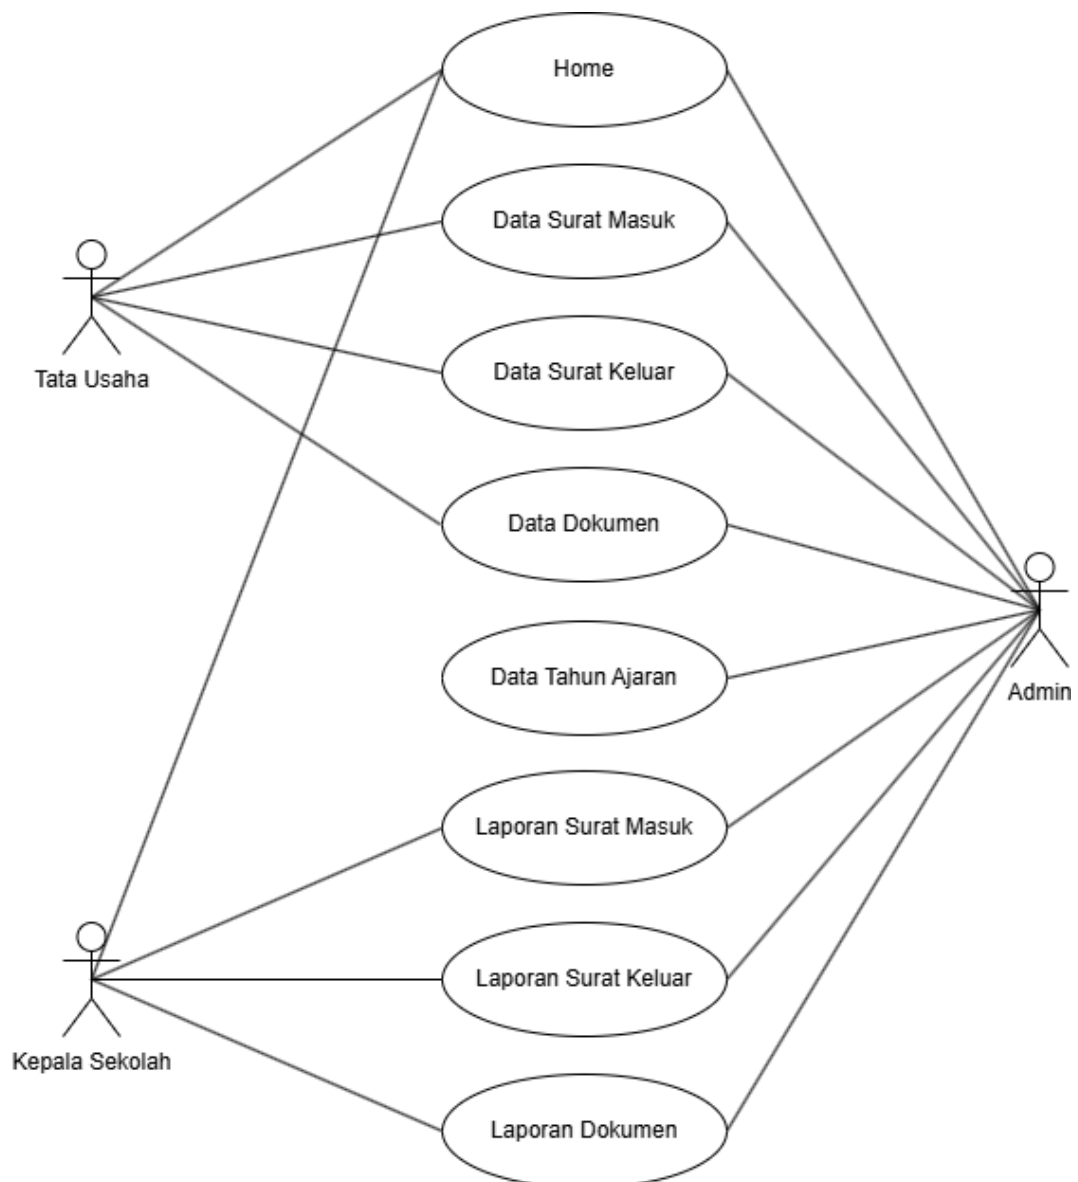 Home
Data Surat Masuk
Tata Usaha
Data Surat Keluar
Data Dokumen
Data Tahun Ajaran
Admin
Laporan Surat Masuk
Laporan Surat Keluar
Kepala Sekolah
Laporan Dokumen